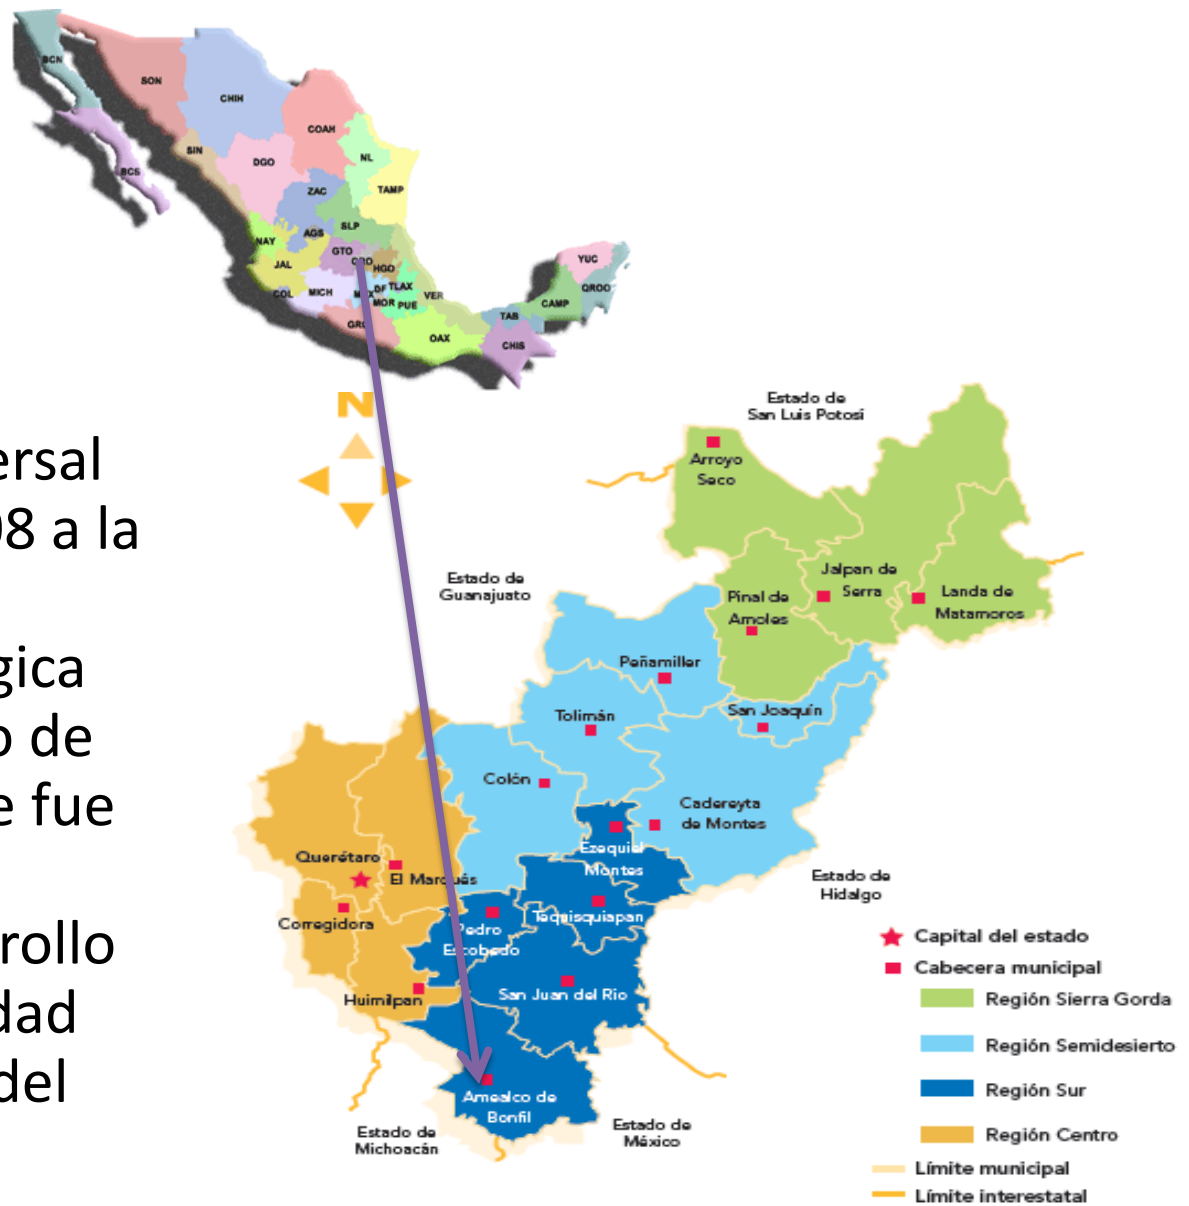 BCN
SON
CHIH
COAH
SIN
DGO
NL
BCS
ZAC
TAMP
SLP
NAY
AGS
GTO
JAL
HGO
YUC
QROO
COL
MICH
DF
TLAX
VER
CAMP
MOR
PUE
TAB
OAX
CHIS
N
ersal
08 a la
gica
o de
e fue
rollo
dad
del
Estado de
San Luis Potosí
Arroyo
Seco
Estado de
Guanajuato
Jalpan de
Serra
Pinal de
Amoles
Landa de
Matamoros
Peñamiller
San Joaquín
Tolimán
Colón
Cadereyta
de Montes
Ezequiel
Montes
Querétaro
El Marqués
Estado de
Hidalgo
Corregidora
Tequisquiapan
Pedro
Escobedo
Huimilpan
San Juan del Río
Amealco de
Bonfil
Estado de
Michoacán
Estado de
México
Capital del estado
Cabecera municipal
Región Sierra Gorda
Región Semidesierto
Región Sur
Región Centro
Límite municipal
Límite interestatal